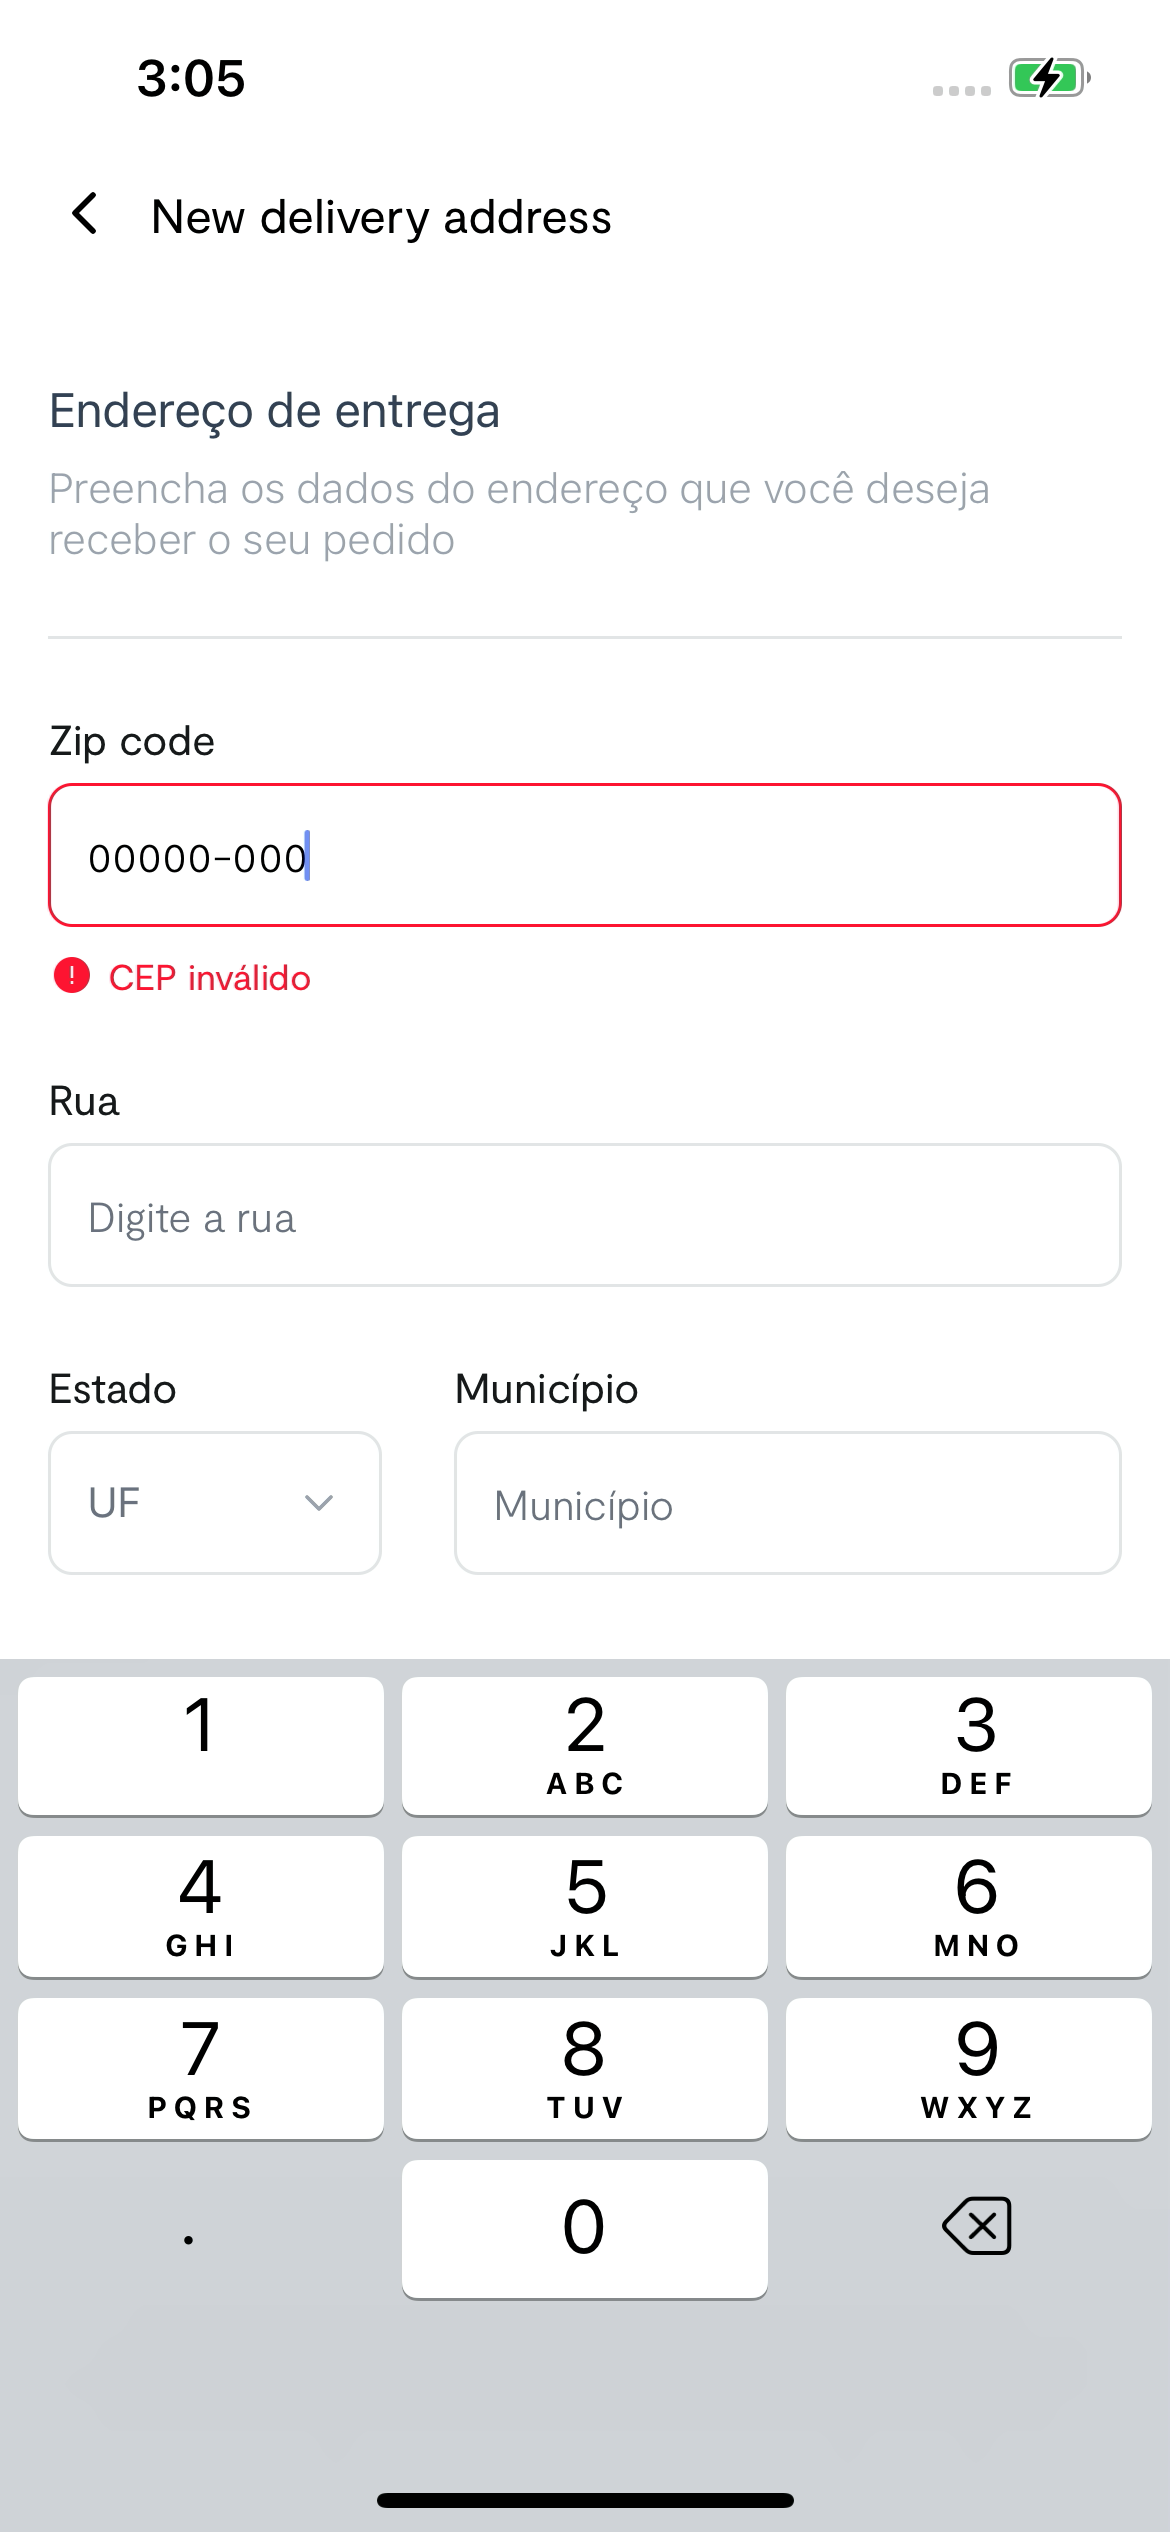 3:05
New delivery address
Endereço de entrega
Preencha os dados do endereço que você deseja
receber o seu pedido
Zip code
00000-000
! CEP inválido
Rua
Digite a rua
Estado Município
UF Município
1 2 3
ABC DEF
4 5 6
GHI JKL MNO
7 8 9
PQRS TUV WXYZ
. 0